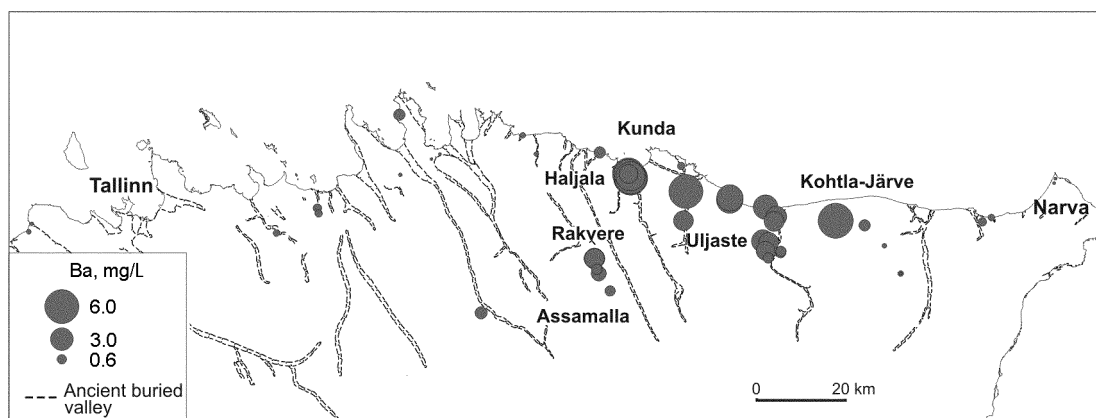 Kunda
Tallinn
Haljala
Kohtla-Järve
Narva
Rakvere
Uljaste
Assamalla
Ba, mg/L
6.0
3.0
0.6
Ancient buried
valley
0 20 km